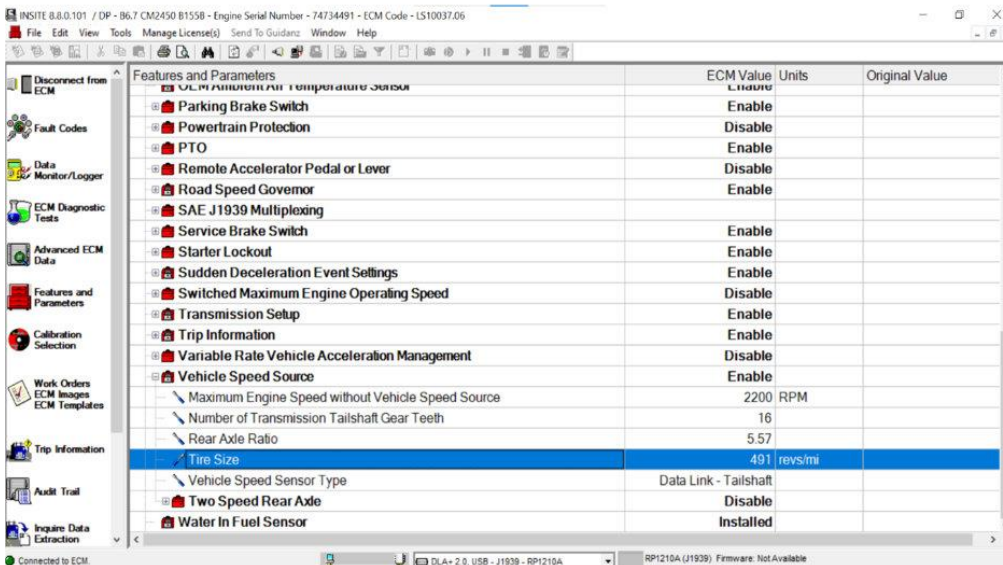 INSITE 8.8.0.101 / DP - B6.7 CM2450 B155B - Engine Serial Number - 74734491 - ECM Code - LS10037.06
File Edit View Tools Manage License(s) Send To Guidanz Window Help
Disconnect from
ECM
Fault Codes
Data
Monitor/Logger
ECM Diagnostic
Tests
Advanced ECM
Data
Features and
Parameters
Calibration
Selection
Work Orders
ECM Images
ECM Templates
Trip Information
Audit Trail
Inquire Data
Extraction
Features and Parameters ECM Value Units Original Value
OEM Ambient Air Temperature Sensor Enable
Parking Brake Switch Enable
Powertrain Protection Disable
PTO Enable
Remote Accelerator Pedal or Lever Disable
Road Speed Governor Enable
SAE J1939 Multiplexing
Service Brake Switch Enable
Starter Lockout Enable
Sudden Deceleration Event Settings Enable
Switched Maximum Engine Operating Speed Disable
Transmission Setup Enable
Trip Information Enable
Variable Rate Vehicle Acceleration Management Disable
Vehicle Speed Source Enable
Maximum Engine Speed without Vehicle Speed Source 2200 RPM
Number of Transmission Tailshaft Gear Teeth 16
Rear Axle Ratio 5.57
Tire Size 491 revs/mi
Vehicle Speed Sensor Type Data Link - Tailshaft
Two Speed Rear Axle Disable
Water In Fuel Sensor Installed
Connected to ECM. DLA+ 2.0, USB - J1939 - RP1210A RP1210A (J1939) Firmware: Not Available